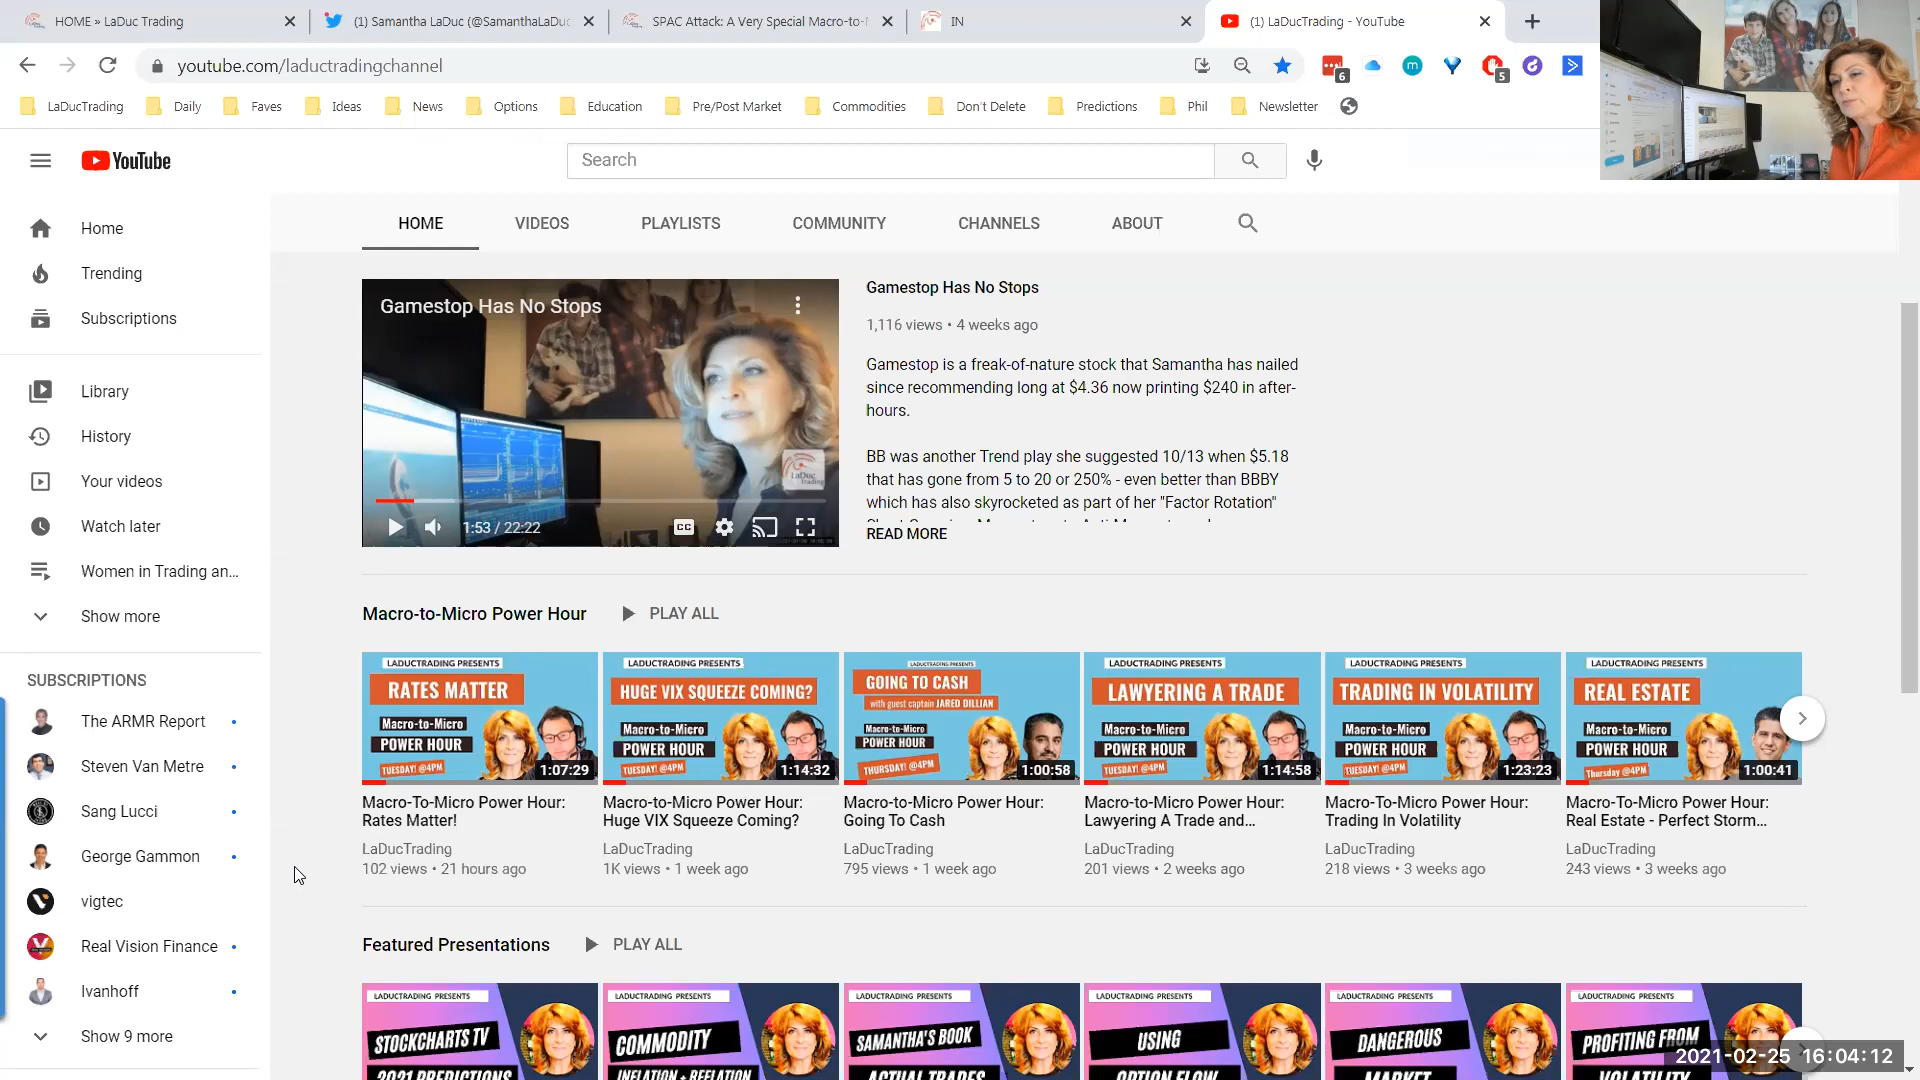 HOME » LaDuc Trading
(1) Samantha LaDuc (@SamanthaLaDuc
SPAC Attack: A Very Special Macro-to-
IN
(1) LaDucTrading - YouTube
youtube.com/laductradingchannel
6
m
5
LaDucTrading
Daily
Faves
Ideas
News
Options
Education
Pre/Post Market
Commodities
Don't Delete
Predictions
Phil
Newsletter
YouTube
Search
Home
Trending
Subscriptions
Library
History
Your videos
Watch later
Women in Trading an...
Show more
SUBSCRIPTIONS
The ARMR Report
Steven Van Metre
Sang Lucci
George Gammon
vigtec
Real Vision Finance
Ivanhoff
Show 9 more
HOME
VIDEOS
PLAYLISTS
COMMUNITY
CHANNELS
ABOUT
Gamestop Has No Stops
LaDuc
Trading
1:53 / 22:22
CC
Gamestop Has No Stops
1,116 views • 4 weeks ago
Gamestop is a freak-of-nature stock that Samantha has nailed
since recommending long at $4.36 now printing $240 in after-
hours.
BB was another Trend play she suggested 10/13 when $5.18
that has gone from 5 to 20 or 250% - even better than BBBY
which has also skyrocketed as part of her "Factor Rotation"
READ MORE
Macro-to-Micro Power Hour
PLAY ALL
LADUCTRADING PRESENTS
RATES MATTER
Macro-to-Micro
POWER HOUR
TUESDAY! @4PM
1:07:29
Macro-To-Micro Power Hour:
Rates Matter!
LaDucTrading
102 views • 21 hours ago
LADUCTRADING PRESENTS
HUGE VIX SQUEEZE COMING?
Macro-to-Micro
POWER HOUR
TUESDAY! @4PM
1:14:32
Macro-to-Micro Power Hour:
Huge VIX Squeeze Coming?
LaDucTrading
1K views • 1 week ago
LADUCTRADING PRESENTS
GOING TO CASH
with guest captain JARED DILLIAN
Macro-to-Micro
POWER HOUR
THURSDAY! @4PM
1:00:58
Macro-to-Micro Power Hour:
Going To Cash
LaDucTrading
795 views • 1 week ago
LADUCTRADING PRESENTS
LAWYERING A TRADE
Macro-to-Micro
POWER HOUR
TUESDAY! @4PM
1:14:58
Macro-to-Micro Power Hour:
Lawyering A Trade and...
LaDucTrading
201 views • 2 weeks ago
LADUCTRADING PRESENTS
TRADING IN VOLATILITY
Macro-to-Micro
POWER HOUR
TUESDAY! @4PM
1:23:23
Macro-To-Micro Power Hour:
Trading In Volatility
LaDucTrading
218 views • 3 weeks ago
LADUCTRADING PRESENTS
REAL ESTATE
Macro-to-Micro
POWER HOUR
Thursday @4PM
1:00:41
Macro-To-Micro Power Hour:
Real Estate - Perfect Storm...
LaDucTrading
243 views • 3 weeks ago
Featured Presentations
PLAY ALL
LADUCTRADING PRESENTS
STOCKCHARTS TV
2021 PREDICTIONS
LADUCTRADING PRESENTS
COMMODITY
INFLATION + REFLATION
LADUCTRADING PRESENTS
SAMANTHA'S BOOK
ACTUAL TRADES
LADUCTRADING PRESENTS
USING
OPTION FLOW
LADUCTRADING PRESENTS
DANGEROUS
MARKET
LADUCTRADING PRESENTS
PROFITING FROM
VOLATILITY
2021-02-25 16:04:12